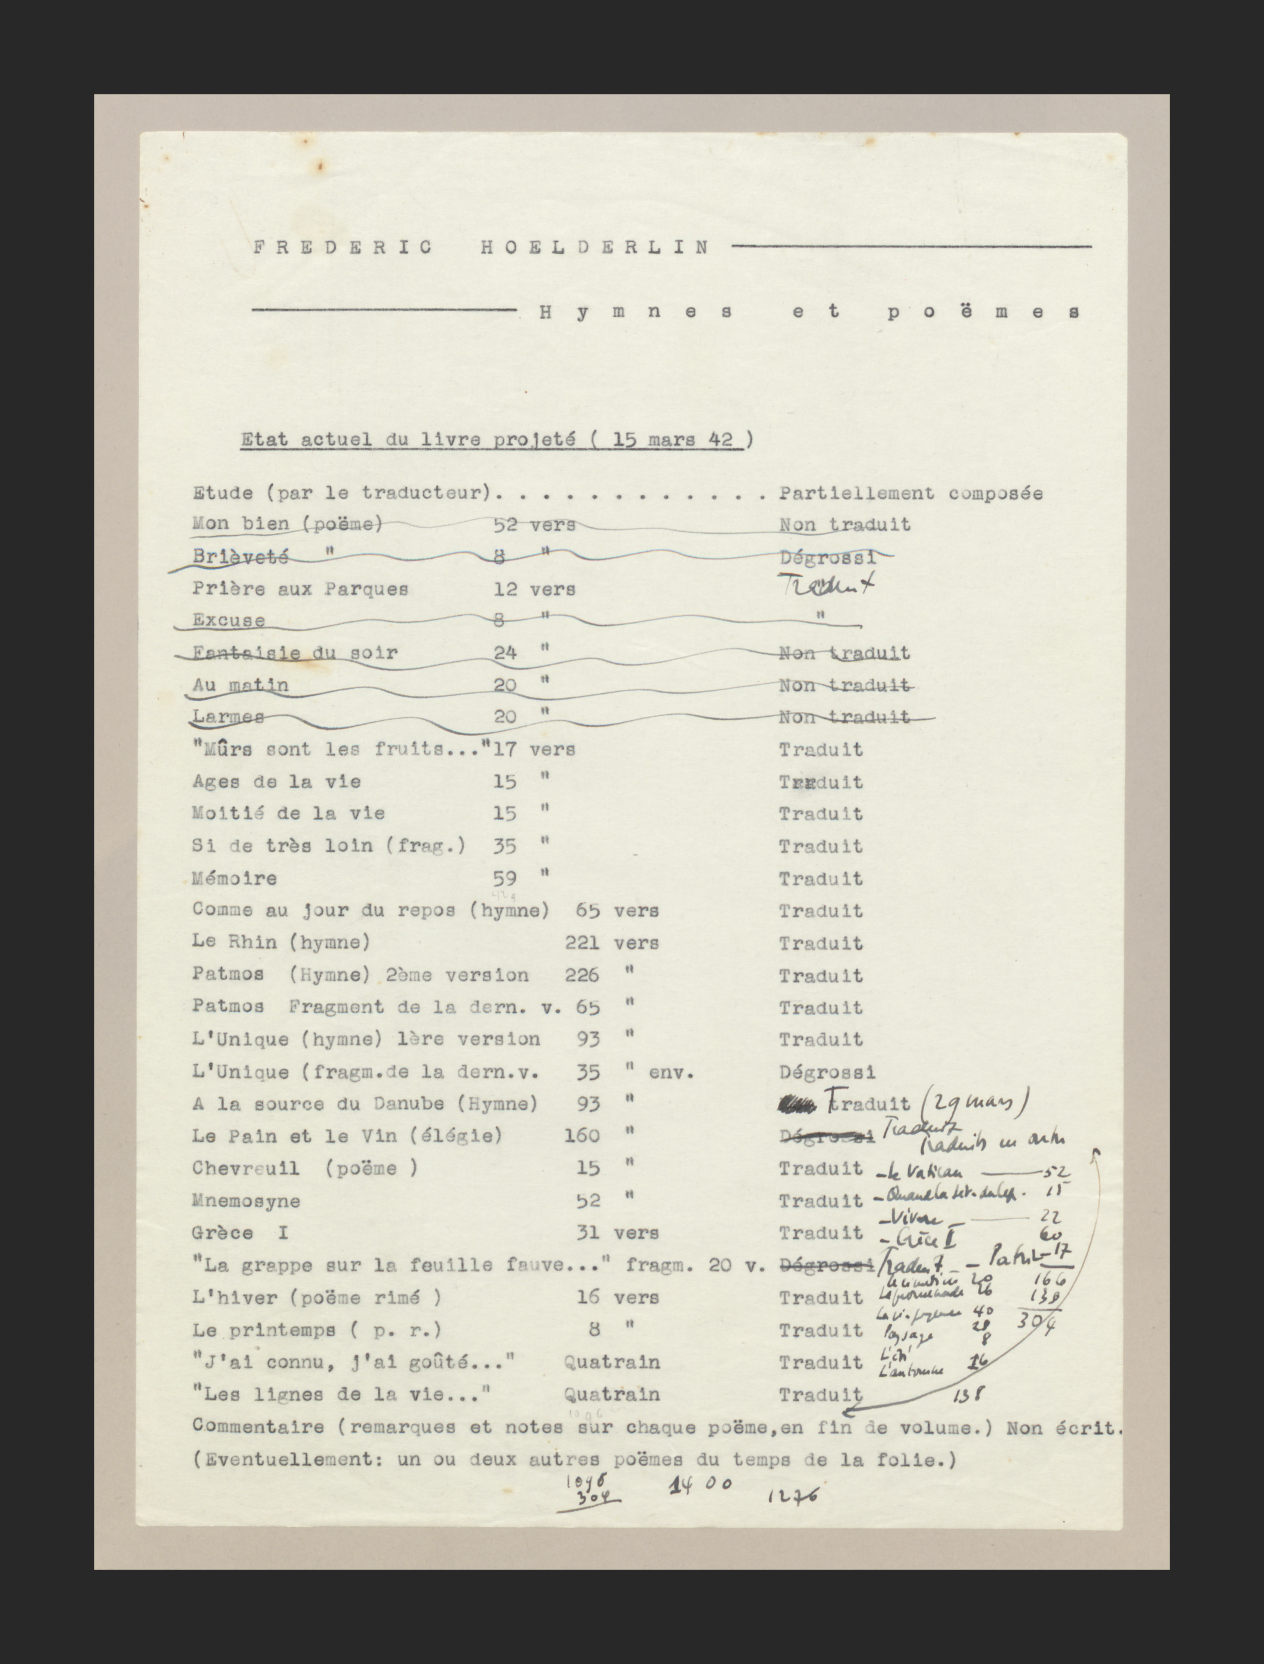 FREDERIC HOELDERLIN
Hymnes et poëmes
Etat actuel du livre projeté ( 15 mars 42 )
Etude (par le traducteur). . . . . . . . . . . . Partiellement composée
Mon bien (poëme) 52 vers Non traduit
Brièveté " 8 " Dégrossi
Prière aux Parques 12 vers Traduit
Excuse 8 " "
Fantaisie du soir 24 " Non traduit
Au matin 20 " Non traduit
Larmes 20 " Non traduit
"Mûrs sont les fruits..."17 vers Traduit
Ages de la vie 15 " Traduit
Moitié de la vie 15 " Traduit
Si de très loin (frag.) 35 " Traduit
Mémoire 59 " Traduit
Comme au jour du repos (hymne) 65 vers Traduit
Le Rhin (hymne) 221 vers Traduit
Patmos (Hymne) 2ème version 226 " Traduit
Patmos Fragment de la dern. v. 65 " Traduit
L'Unique (hymne) 1ère version 93 " Traduit
L'Unique (fragm.de la dern.v. 35 " env. Dégrossi
A la source du Danube (Hymne) 93 " Traduit (29 mars)
Le Pain et le Vin (élégie) 160 " Dégrossi Traduit
Traduits en outre
Chevreuil (poëme ) 15 " Traduit - Le Vatican 52
Mnemosyne 52 " Traduit 15
- Vivre 22
Grèce I 31 vers Traduit - Grèce II 60
"La grappe sur la feuille fauve..." fragm. 20 v. Dégrossi Traduit - 17
20 166
L'hiver (poëme rimé ) 16 vers Traduit La promenade 26 138
40 304
Le printemps ( p. r.) 8 " Traduit Paysage 28
L'été 8
"J'ai connu, j'ai goûté..." Quatrain Traduit L'automne 16
"Les lignes de la vie..." Quatrain Traduit 138
Commentaire (remarques et notes sur chaque poëme,en fin de volume.) Non écrit.
(Eventuellement: un ou deux autres poëmes du temps de la folie.)
1096 1400 1276
304